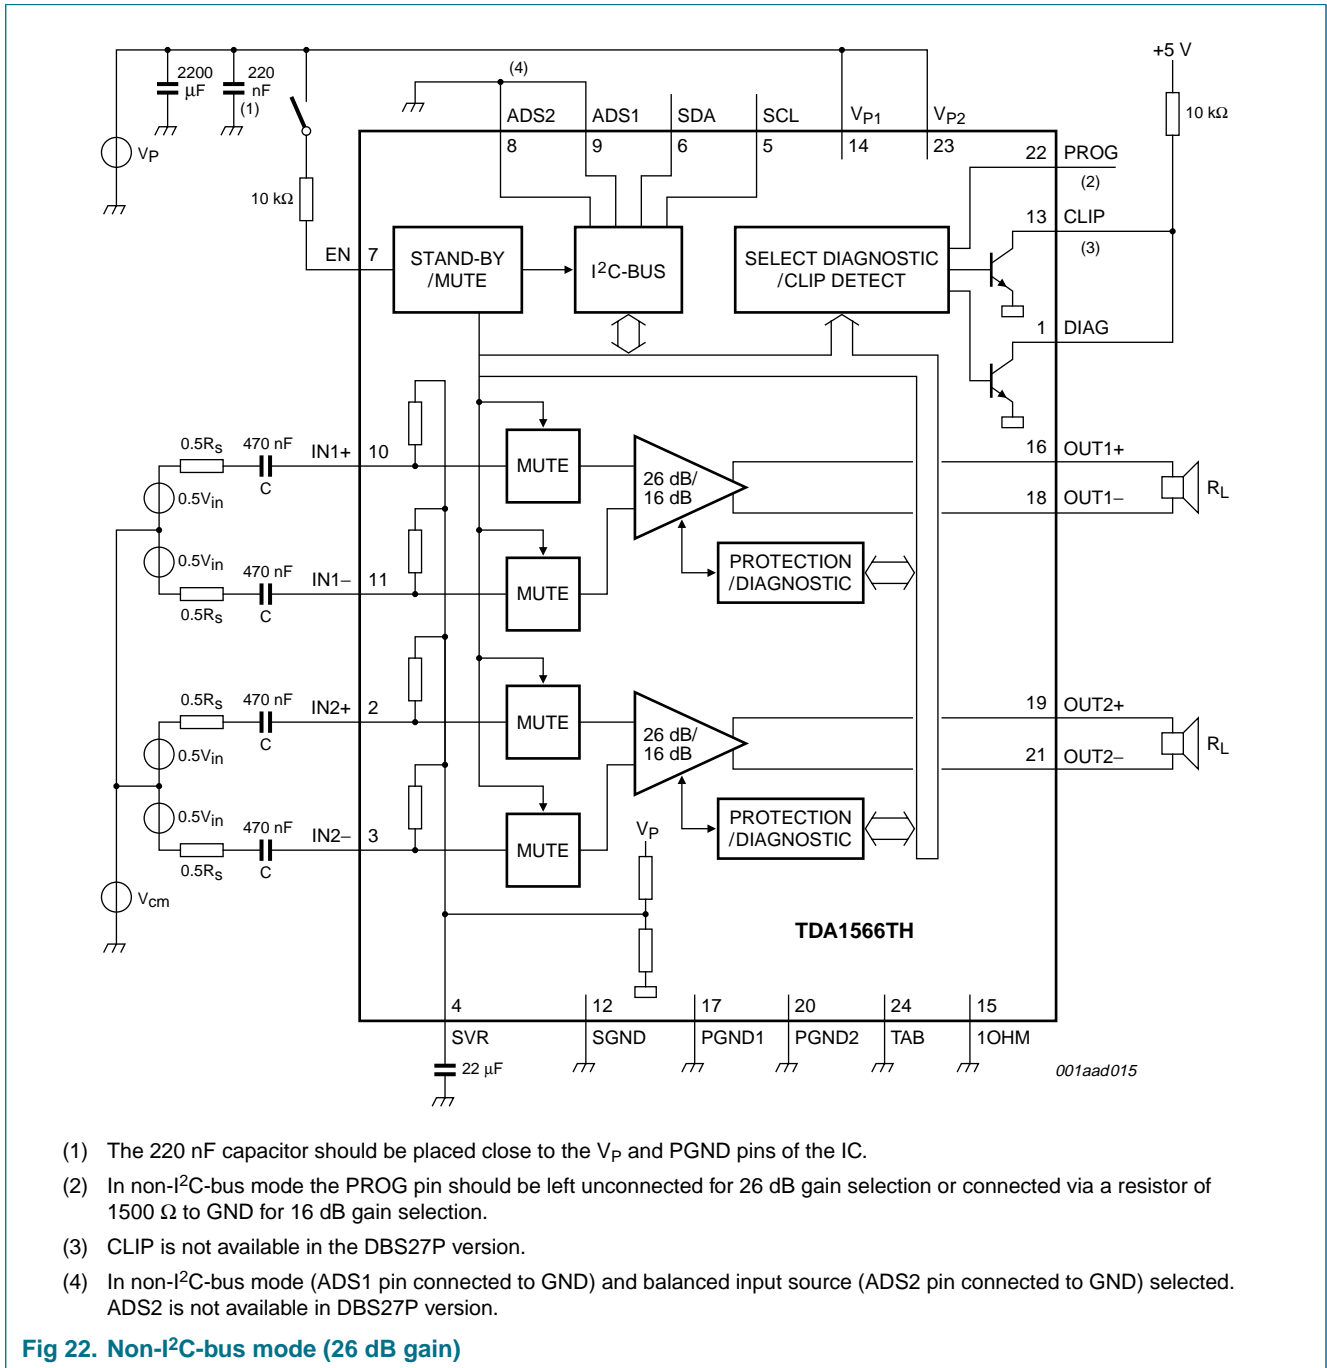 +5 V
2200
μF
220
nF
(1)
(4)
10 kΩ
VP
ADS2
ADS1
SDA
SCL
VP1
VP2
8
9
6
5
14
23
22
PROG
(2)
10 kΩ
13
CLIP
(3)
EN
7
STAND-BY
/MUTE
I2C-BUS
SELECT DIAGNOSTIC
/CLIP DETECT
1
DIAG
0.5Rs
470 nF
C
IN1+
10
MUTE
26 dB/
16 dB
16
OUT1+
0.5Vin
18
OUT1−
RL
0.5Vin
470 nF
IN1−
11
0.5Rs
C
MUTE
PROTECTION
/DIAGNOSTIC
0.5Rs
470 nF
C
IN2+
2
MUTE
26 dB/
16 dB
19
OUT2+
0.5Vin
21
OUT2−
RL
0.5Vin
470 nF
IN2−
3
0.5Rs
C
MUTE
VP
PROTECTION
/DIAGNOSTIC
Vcm
TDA1566TH
4
12
17
20
24
15
SVR
SGND
PGND1
PGND2
TAB
1OHM
22 μF
001aad015
(1) The 220 nF capacitor should be placed close to the VP and PGND pins of the IC.
(2) In non-I2C-bus mode the PROG pin should be left unconnected for 26 dB gain selection or connected via a resistor of
1500 Ω to GND for 16 dB gain selection.
(3) CLIP is not available in the DBS27P version.
(4) In non-I2C-bus mode (ADS1 pin connected to GND) and balanced input source (ADS2 pin connected to GND) selected.
ADS2 is not available in DBS27P version.
Fig 22. Non-I2C-bus mode (26 dB gain)